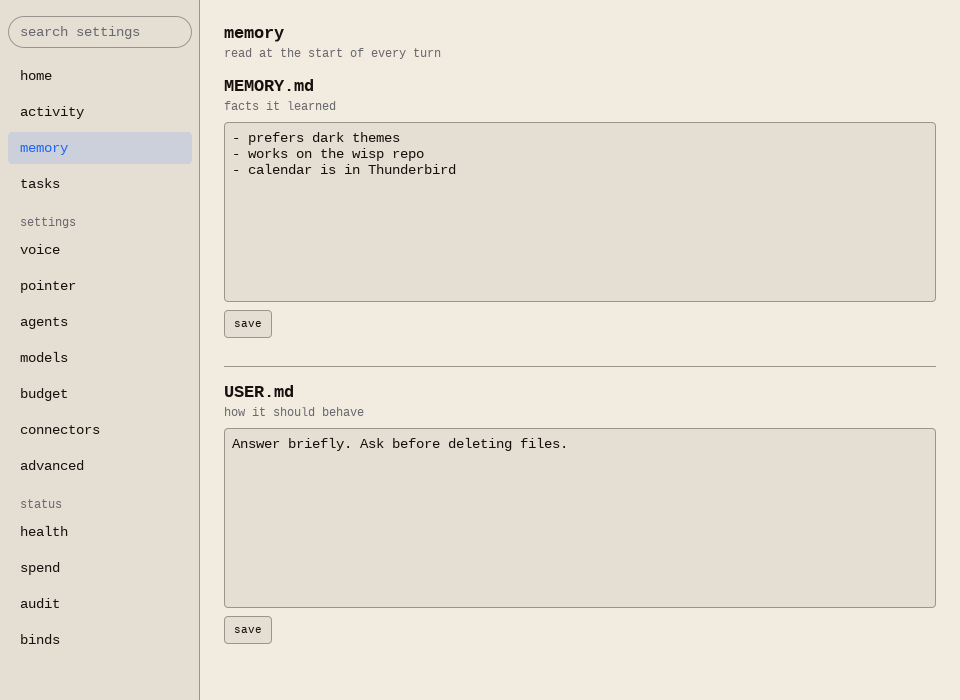 search settings
home
activity
memory
tasks
settings
voice
pointer
agents
models
budget
connectors
advanced
status
health
spend
audit
binds
memory
read at the start of every turn
MEMORY.md
facts it learned
- prefers dark themes
- works on the wisp repo
- calendar is in Thunderbird
save
USER.md
how it should behave
Answer briefly. Ask before deleting files.
save